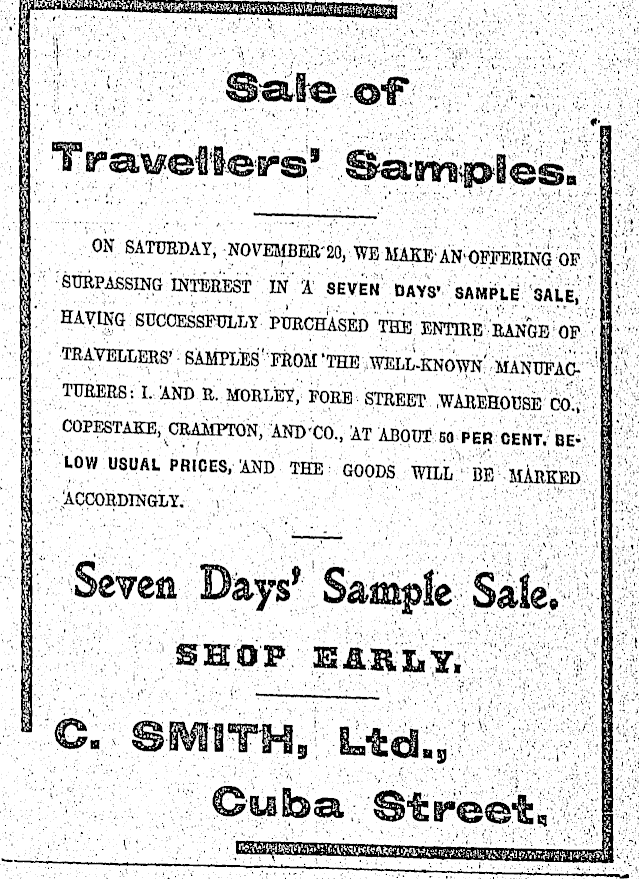 Sale of
Travellers' Samples.
ON SATURDAY, NOVEMBER 20, WE MAKE AN OFFERING OF
SURPASSING INTEREST IN A SEVEN DAYS' SAMPLE SALE,
HAVING SUCCESSFULLY PURCHASED THE ENTIRE RANGE OF
TRAVELLERS' SAMPLES FROM THE WELL-KNOWN MANUFAC-
TURERS: I. AND R. MORLEY, FORE STREET WAREHOUSE CO.,
COPESTAKE, CRAMPTON, AND CO., AT ABOUT 50 PER CENT. BE-
LOW USUAL PRICES, AND THE GOODS WILL BE MARKED
ACCORDINGLY.
Seven Days' Sample Sale.
SHOP EARLY.
C. SMITH, Ltd.,
Cuba Street.